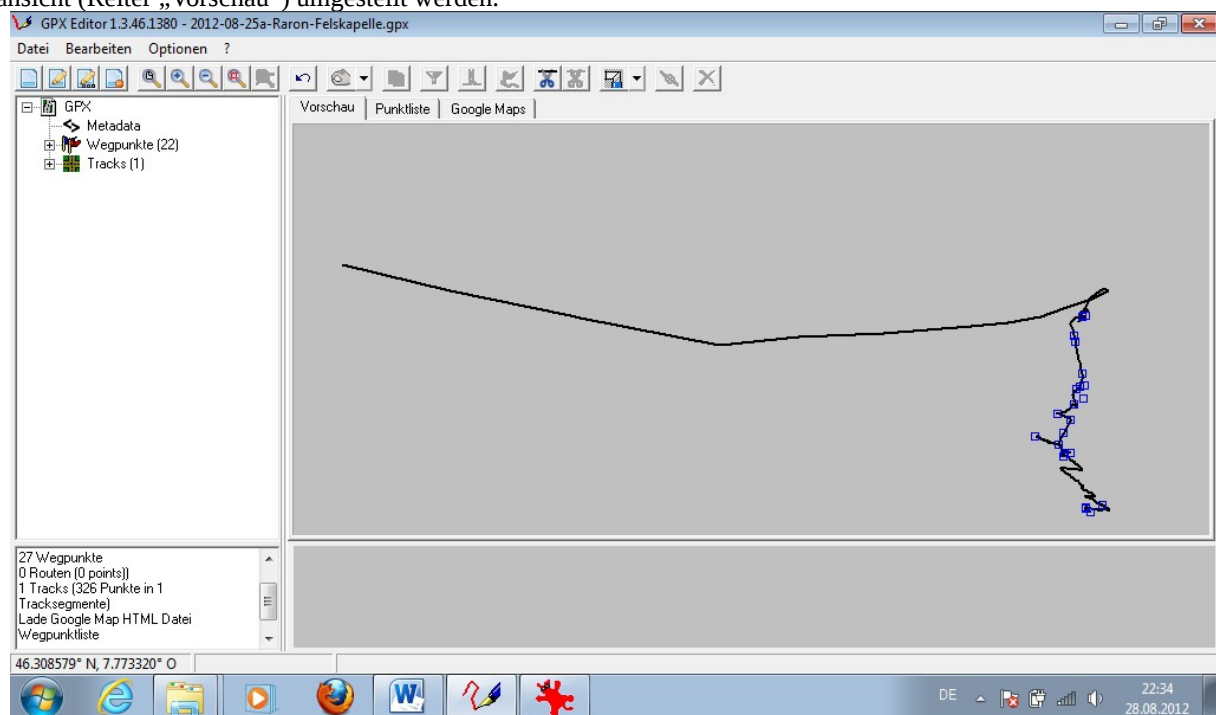 ansicht (Reiter „Vorschau“) umgestellt werden.
GPX Editor 1.3.46.1380 - 2012-08-25a-Raron-Felskapelle.gpx
Datei Bearbeiten Optionen ?
GPX
Metadata
Wegpunkte (22)
Tracks (1)
Vorschau Punktliste Google Maps
27 Wegpunkte
0 Routen (0 points))
1 Tracks (326 Punkte in 1
Tracksegmente)
Lade Google Map HTML Datei
Wegpunktliste
46.308579° N, 7.773320° O
DE
22:34
28.08.2012